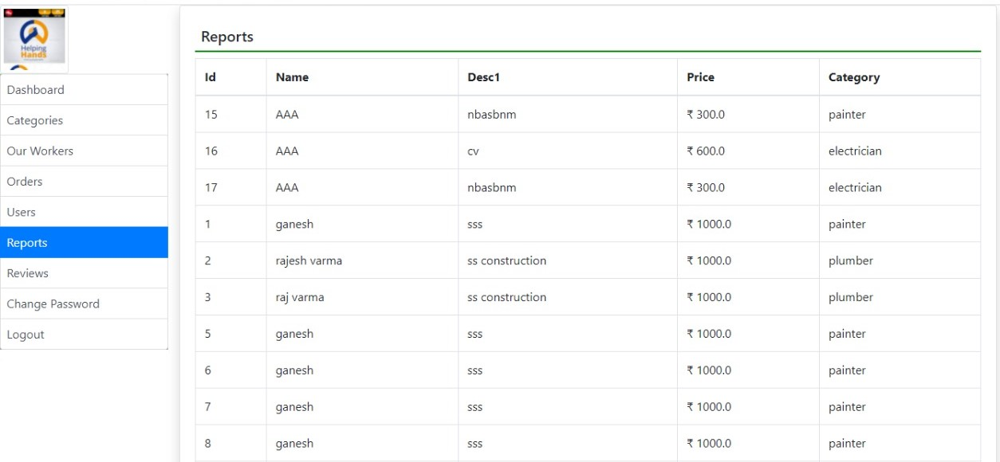 Helping
Hands
Dashboard
Categories
Our Workers
Orders
Users
Reports
Reviews
Change Password
Logout
Reports
Id Name Desc1 Price Category
15 AAA nbasbnm ₹ 300.0 painter
16 AAA cv ₹ 600.0 electrician
17 AAA nbasbnm ₹ 300.0 electrician
1 ganesh sss ₹ 1000.0 painter
2 rajesh varma ss construction ₹ 1000.0 plumber
3 raj varma ss construction ₹ 1000.0 plumber
5 ganesh sss ₹ 1000.0 painter
6 ganesh sss ₹ 1000.0 painter
7 ganesh sss ₹ 1000.0 painter
8 ganesh sss ₹ 1000.0 painter